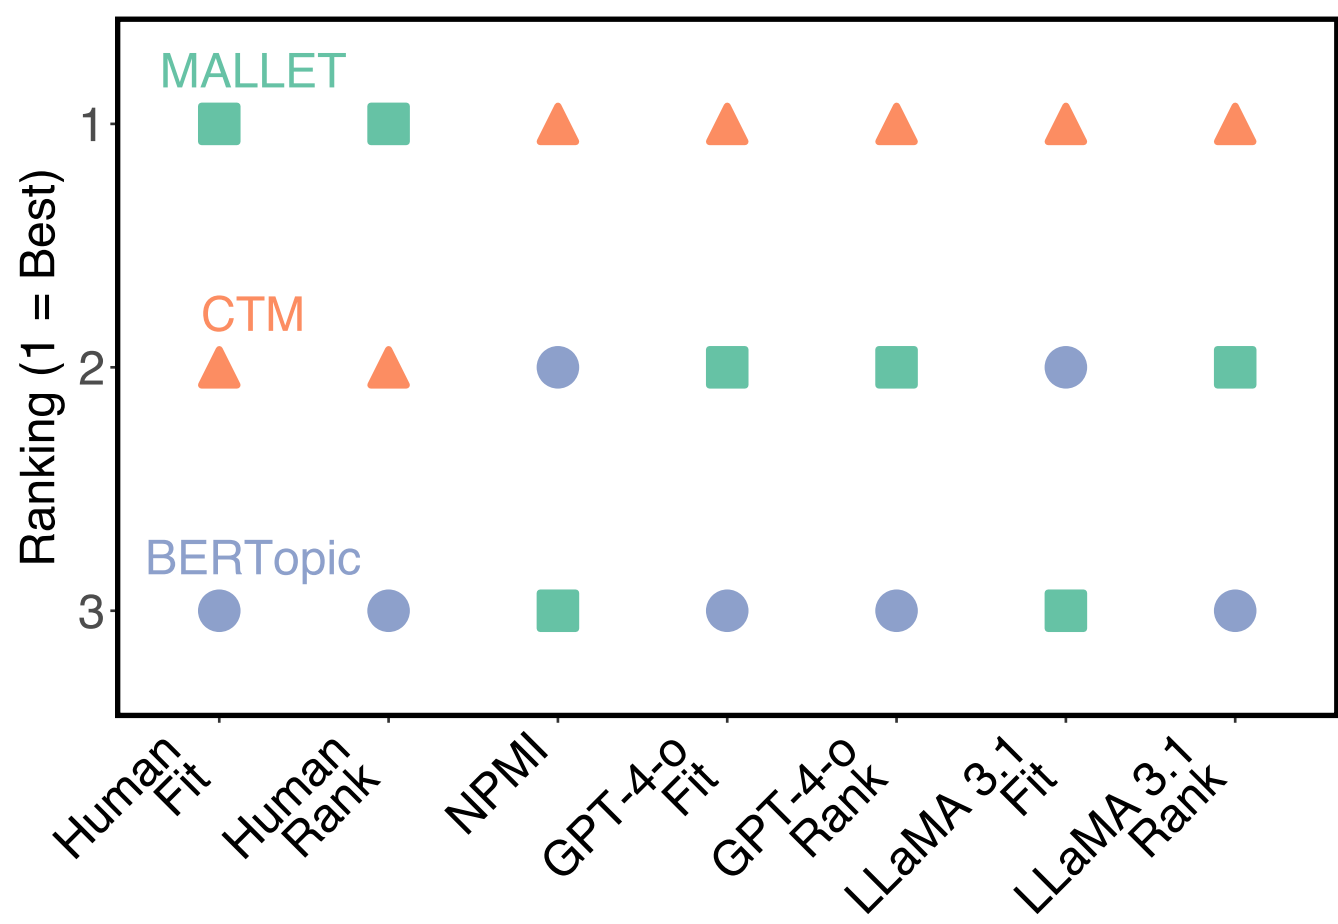 MALLET
1
CTM
2
BERTopic
3
Ranking (1 = Best)
Human
Fit
Human
Rank
NPMI
GPT-4-o
Fit
GPT-4-o
Rank
LLaMA 3.1
Fit
LLaMA 3.1
Rank